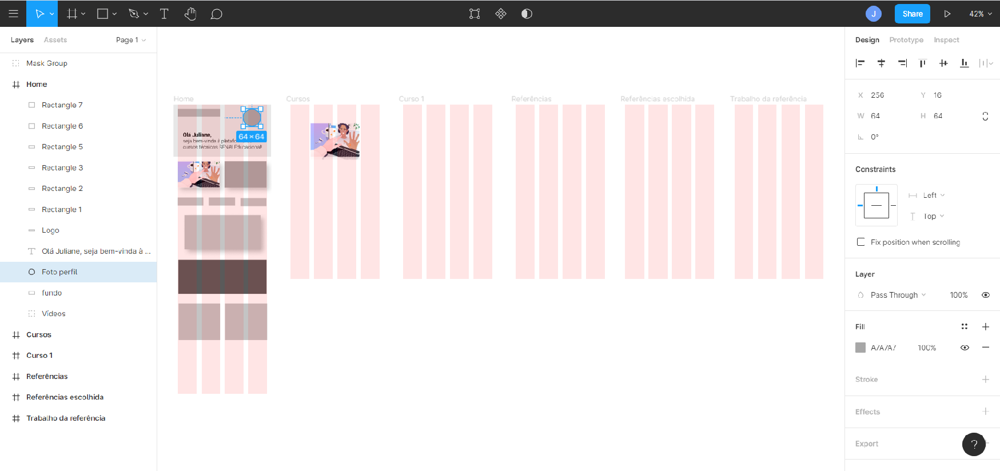 J
Share
42%
Layers
Assets
Page 1
Design
Prototype
Inspect
Mask Group
Home
Rectangle 7
Rectangle 6
Rectangle 5
Rectangle 3
Rectangle 2
Rectangle 1
Logo
Olá Juliane, seja bem-vinda à ...
Foto perfil
fundo
Vídeos
Cursos
Curso 1
Referências
Referências escolhida
Trabalho da referência
Home
Cursos
Curso 1
Referências
Referências escolhida
Trabalho da referência
Olá Juliane,
seja bem-vinda à platafo
cursos técnicos SENAI Educacional!
64 × 64
X 256
Y 16
W 64
H 64
0°
Constraints
Left
Top
Fix position when scrolling
Layer
Pass Through
100%
Fill
A7A7A7
100%
Stroke
Effects
Export
?